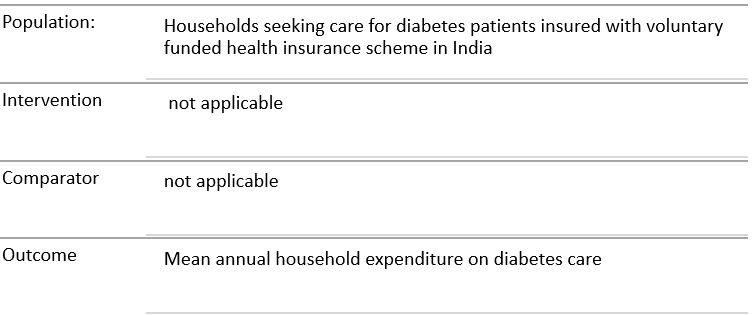 Population:
Households seeking care for diabetes patients insured with voluntary
funded health insurance scheme in India
Intervention
not applicable
Comparator
not applicable
Outcome
Mean annual household expenditure on diabetes care